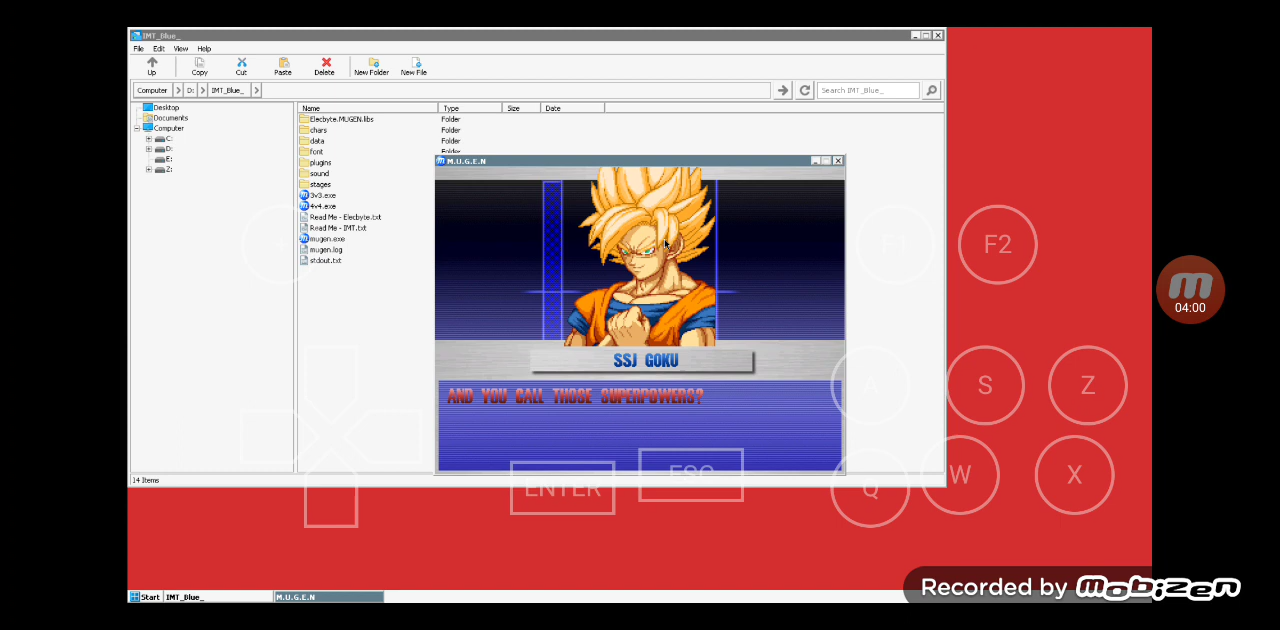 IMT_Blue_
File Edit View Help
Up Copy Cut Paste Delete New Folder New File
Computer D: IMT_Blue_ Search IMT_Blue_
Desktop
Documents
Computer
C:
D:
E:
Z:
Name Type Size Date
Elecbyte.MUGEN.libs Folder
chars Folder
data Folder
font Folder
plugins
sound
stages
3v3.exe
4v4.exe
Read Me - Elecbyte.txt
Read Me - IMT.txt
mugen.exe
mugen.log
stdout.txt
M.U.G.E.N
SSJ GOKU
AND YOU CALL THOSE SUPERPOWERS?
F1 F2
04:00
A S Z
ENTER ESC Q W X
14 Items
Start IMT_Blue_ M.U.G.E.N
Recorded by mobizen